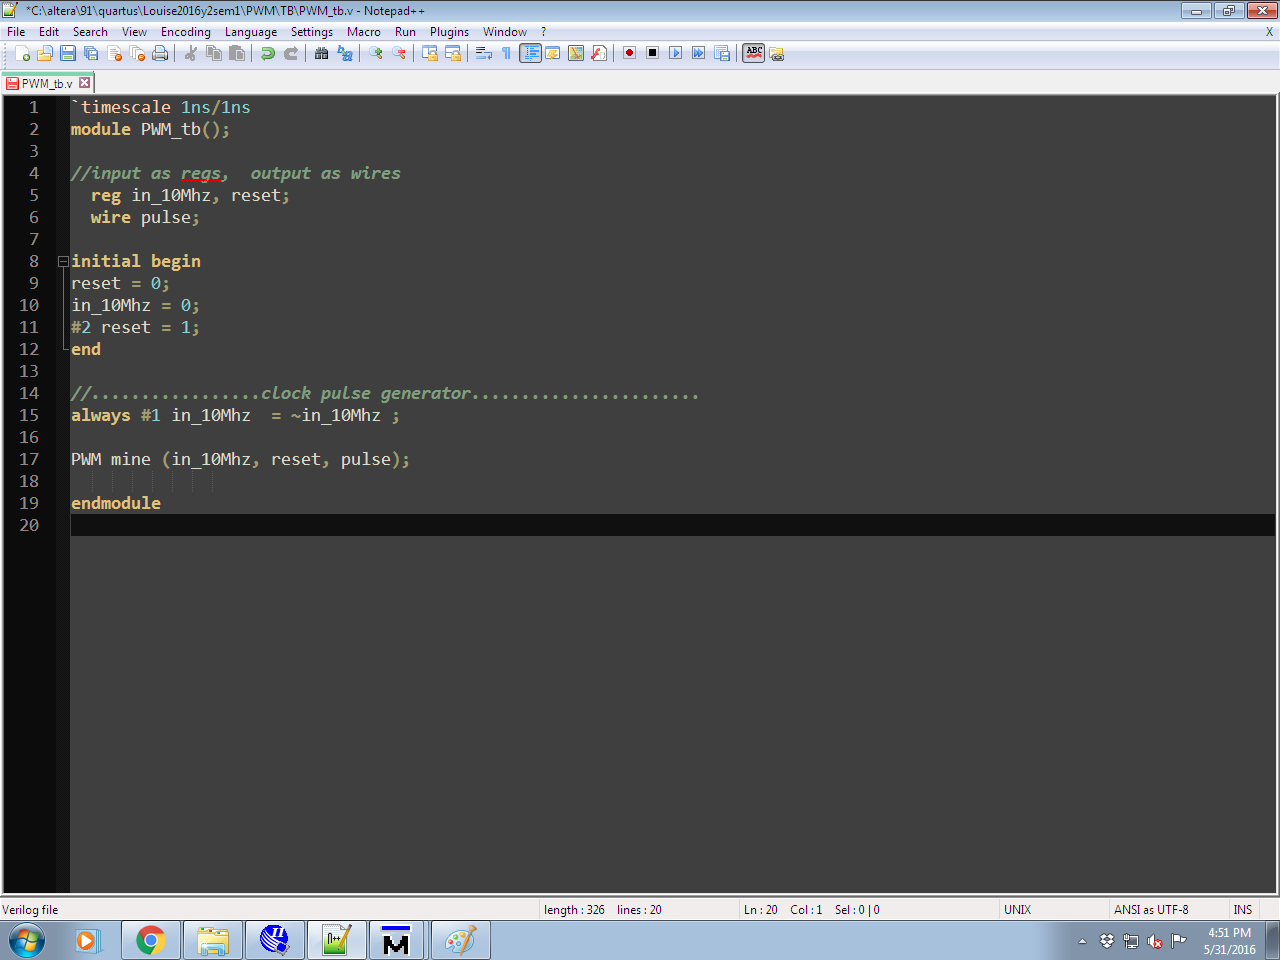 *C:\altera\91\quartus\Louise2016y2sem1\PWM\TB\PWM_tb.v - Notepad++
File Edit Search View Encoding Language Settings Macro Run Plugins Window ? X
ABC
PWM_tb.v
1 `timescale 1ns/1ns
2 module PWM_tb();
3
4 //input as regs,  output as wires
5   reg in_10Mhz, reset;
6   wire pulse;
7
8 initial begin
9 reset = 0;
10 in_10Mhz = 0;
11 #2 reset = 1;
12 end
13
14 //.................clock pulse generator.......................
15 always #1 in_10Mhz  = ~in_10Mhz ;
16
17 PWM mine (in_10Mhz, reset, pulse);
18
19 endmodule
20
Verilog file length : 326 lines : 20 Ln : 20 Col : 1 Sel : 0 | 0 UNIX ANSI as UTF-8 INS
4:51 PM
5/31/2016